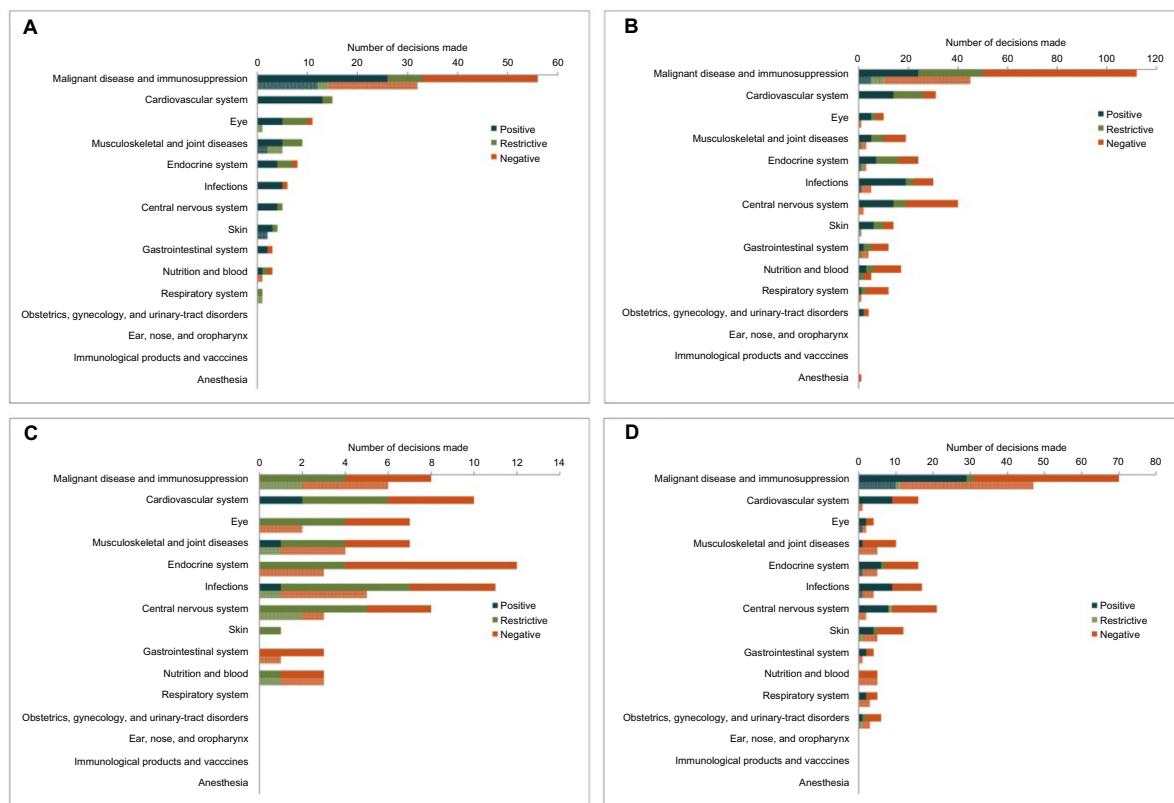 A
Number of decisions made
0 10 20 30 40 50 60
Malignant disease and immunosuppression
Cardiovascular system
Eye
Musculoskeletal and joint diseases
Endocrine system
Infections
Central nervous system
Skin
Gastrointestinal system
Nutrition and blood
Respiratory system
Obstetrics, gynecology, and urinary-tract disorders
Ear, nose, and oropharynx
Immunological products and vacccines
Anesthesia
Positive
Restrictive
Negative
B
Number of decisions made
0 20 40 60 80 100 120
Malignant disease and immunosuppression
Cardiovascular system
Eye
Musculoskeletal and joint diseases
Endocrine system
Infections
Central nervous system
Skin
Gastrointestinal system
Nutrition and blood
Respiratory system
Obstetrics, gynecology, and urinary-tract disorders
Ear, nose, and oropharynx
Immunological products and vacccines
Anesthesia
Positive
Restrictive
Negative
C
Number of decisions made
0 2 4 6 8 10 12 14
Malignant disease and immunosuppression
Cardiovascular system
Eye
Musculoskeletal and joint diseases
Endocrine system
Infections
Central nervous system
Skin
Gastrointestinal system
Nutrition and blood
Respiratory system
Obstetrics, gynecology, and urinary-tract disorders
Ear, nose, and oropharynx
Immunological products and vacccines
Anesthesia
Positive
Restrictive
Negative
D
Number of decisions made
0 10 20 30 40 50 60 70 80
Malignant disease and immunosuppression
Cardiovascular system
Eye
Musculoskeletal and joint diseases
Endocrine system
Infections
Central nervous system
Skin
Gastrointestinal system
Nutrition and blood
Respiratory system
Obstetrics, gynecology, and urinary-tract disorders
Ear, nose, and oropharynx
Immunological products and vacccines
Anesthesia
Positive
Restrictive
Negative